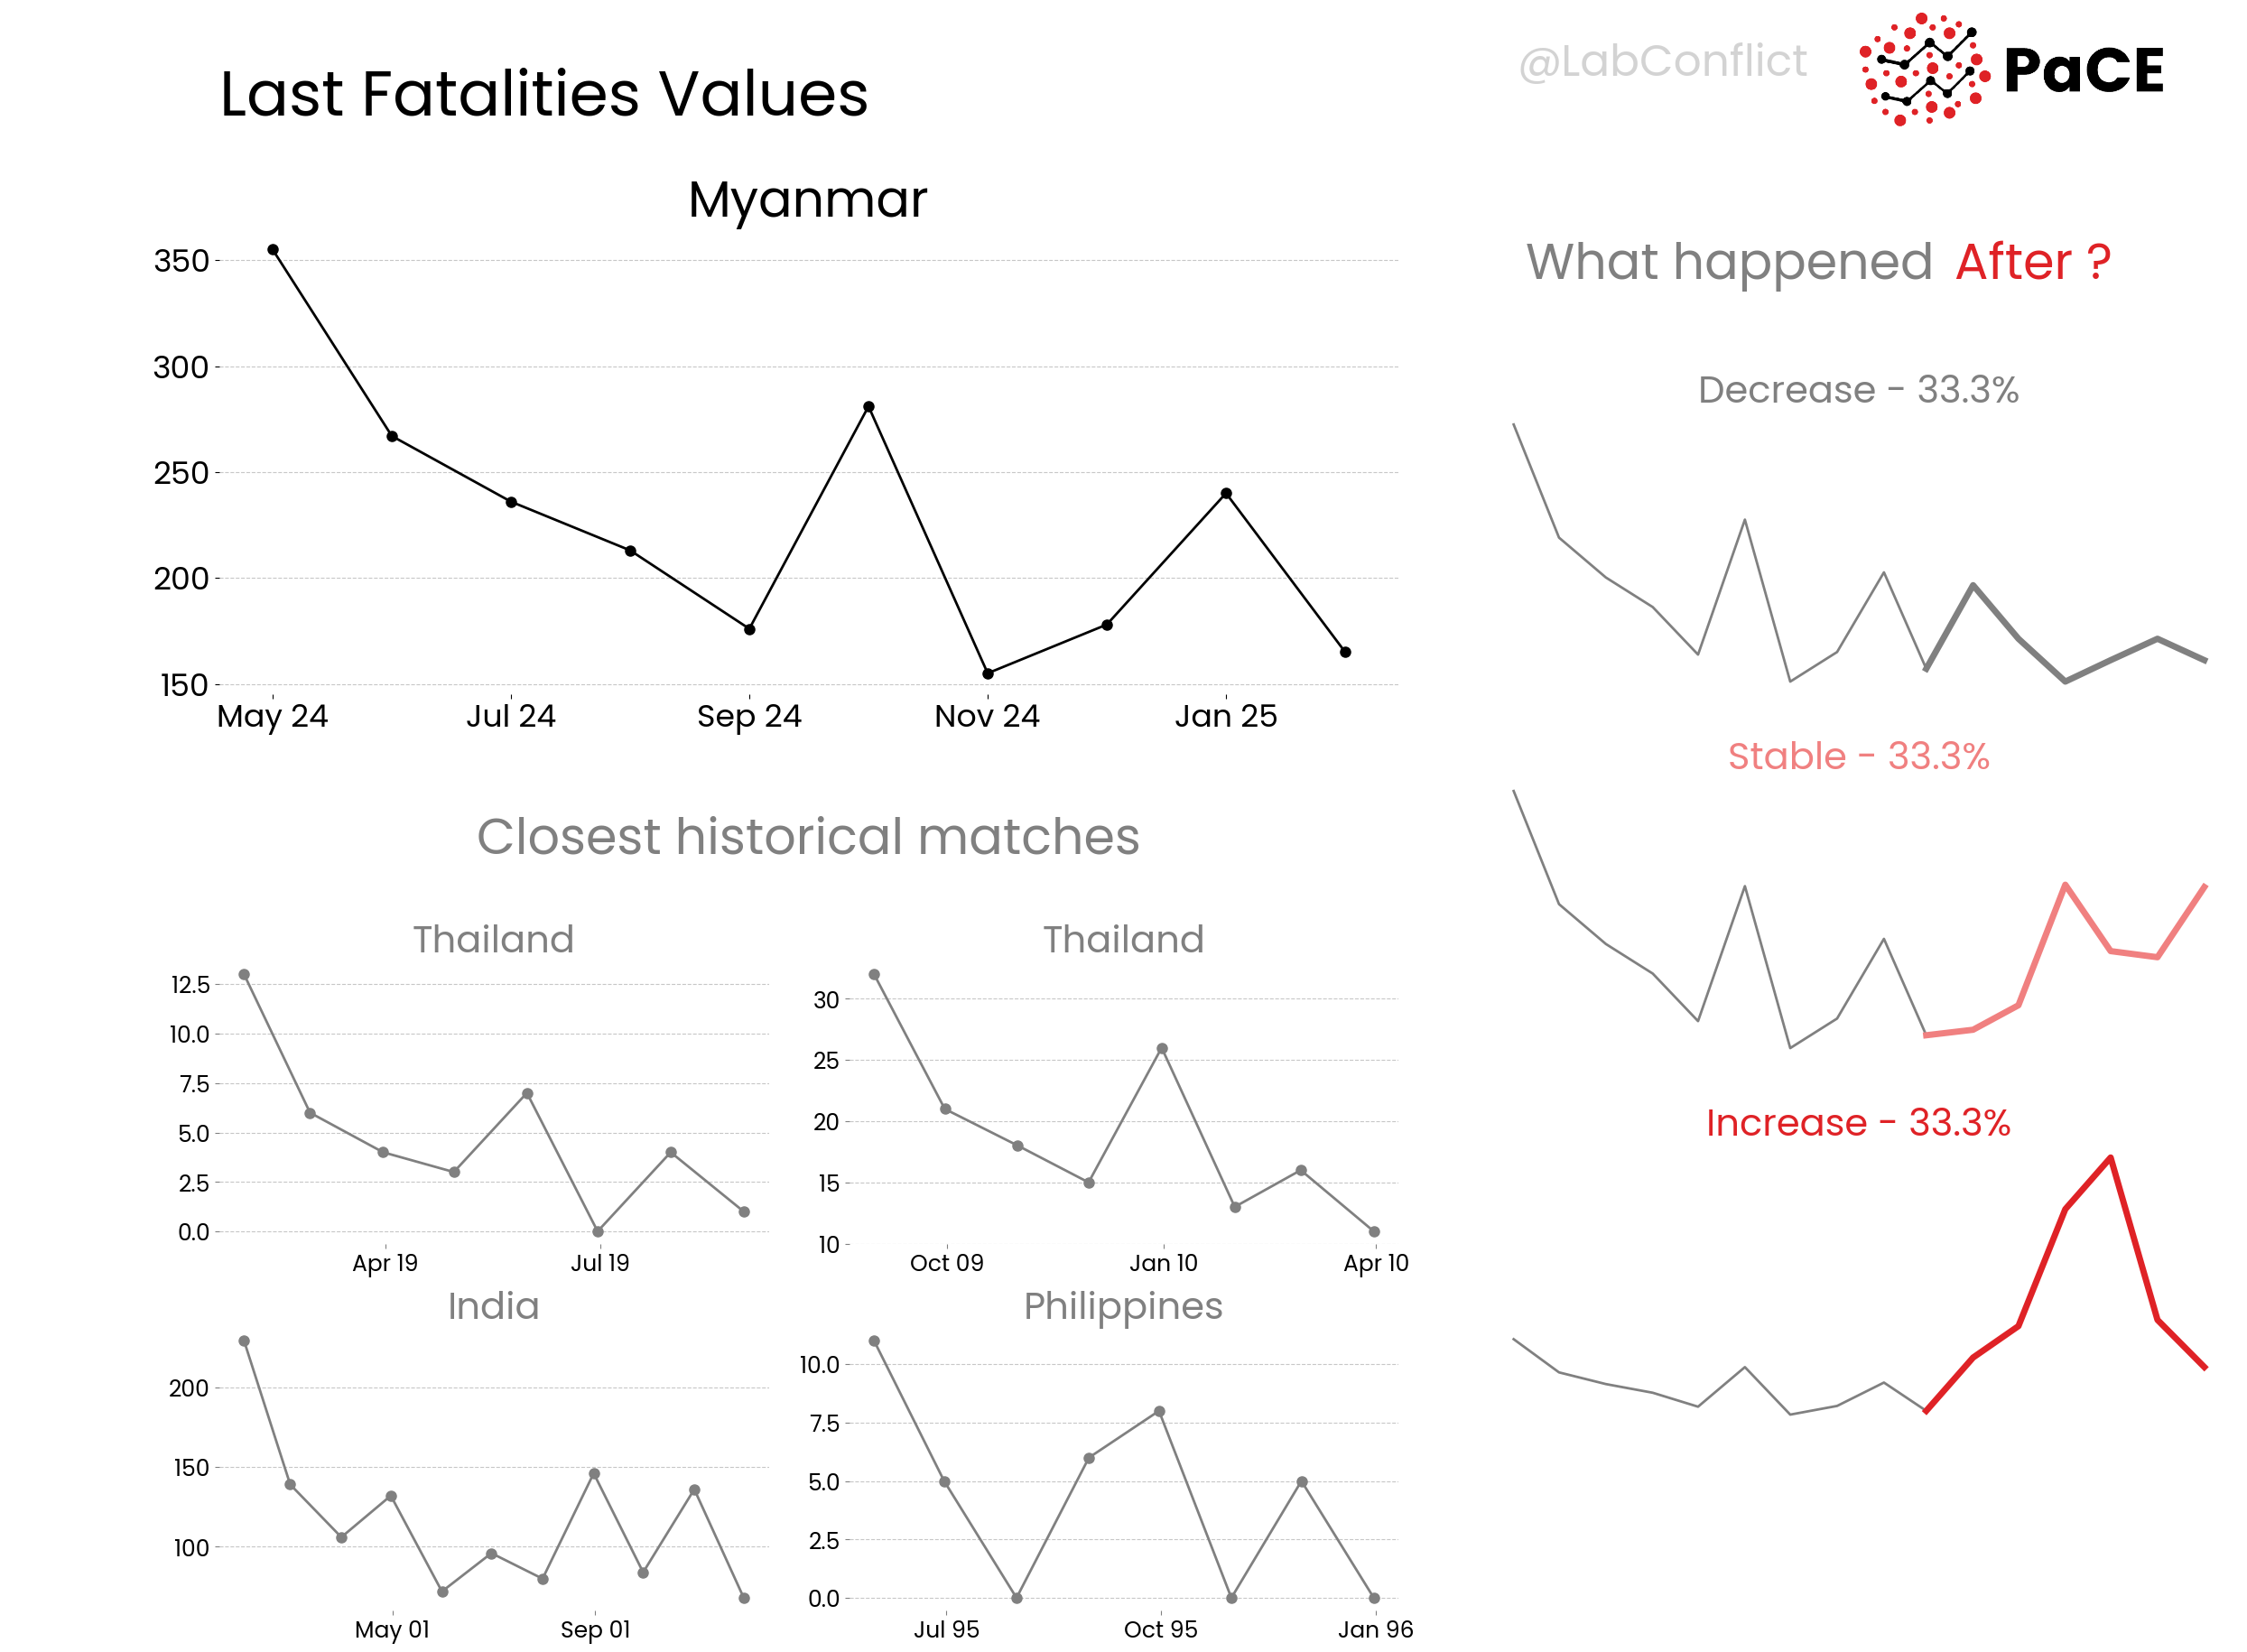 @LabConflict
PaCE
Last Fatalities Values
Myanmar
350
300
250
200
150
May 24 Jul 24 Sep 24 Nov 24 Jan 25
What happened After ?
Decrease - 33.3%
Stable - 33.3%
Increase - 33.3%
Closest historical matches
Thailand
12.5
10.0
7.5
5.0
2.5
0.0
Apr 19 Jul 19
Thailand
30
25
20
15
10
Oct 09 Jan 10 Apr 10
India
200
150
100
May 01 Sep 01
Philippines
10.0
7.5
5.0
2.5
0.0
Jul 95 Oct 95 Jan 96